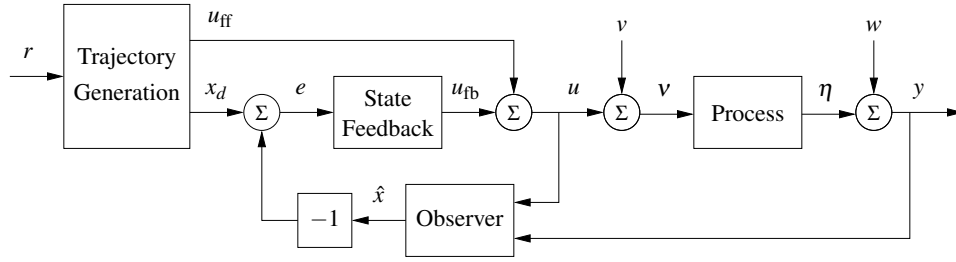 u_ff
v
w
r
Trajectory
Generation
x_d
e
State
Feedback
u_fb
u
ν
Process
η
y
Σ
Σ
Σ
Σ
x̂
−1
Observer